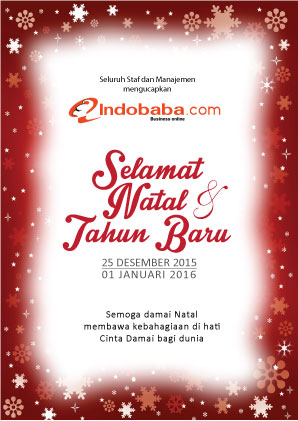 Seluruh Staf dan Manajemen
mengucapkan
Indobaba.com
Business online
Selamat
Natal &
Tahun Baru
25 DESEMBER 2015
01 JANUARI 2016
Semoga damai Natal
membawa kebahagiaan di hati
Cinta Damai bagi dunia